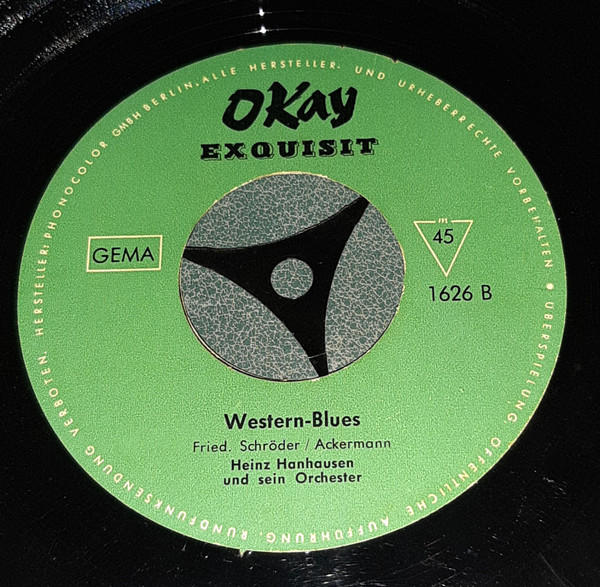 HERSTELLER: PHONOCOLOR GMBH BERLIN. ALLE HERSTELLER- UND URHEBERRECHTE VORBEHALTEN • ÜBERSPIELUNG, ÖFFENTLICHE AUFFÜHRUNG, RUNDFUNKSENDUNG VERBOTEN.
OKay
EXQUISIT
GEMA
m
45
1626 B
Western-Blues
Fried. Schröder / Ackermann
Heinz Hanhausen
und sein Orchester